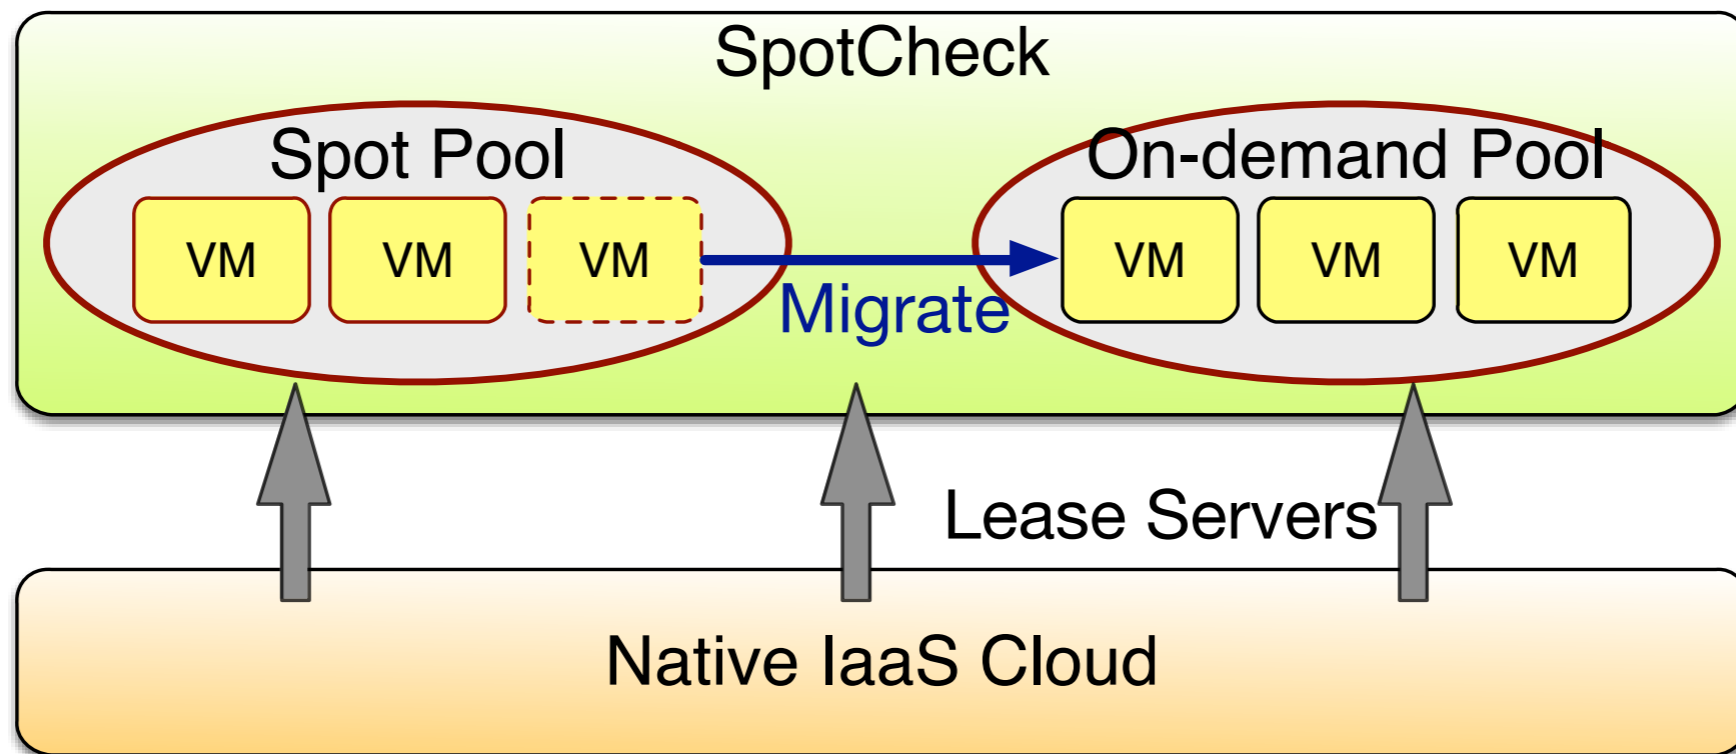 SpotCheck
Spot Pool
On-demand Pool
VM VM VM VM VM VM
Migrate
Lease Servers
Native IaaS Cloud